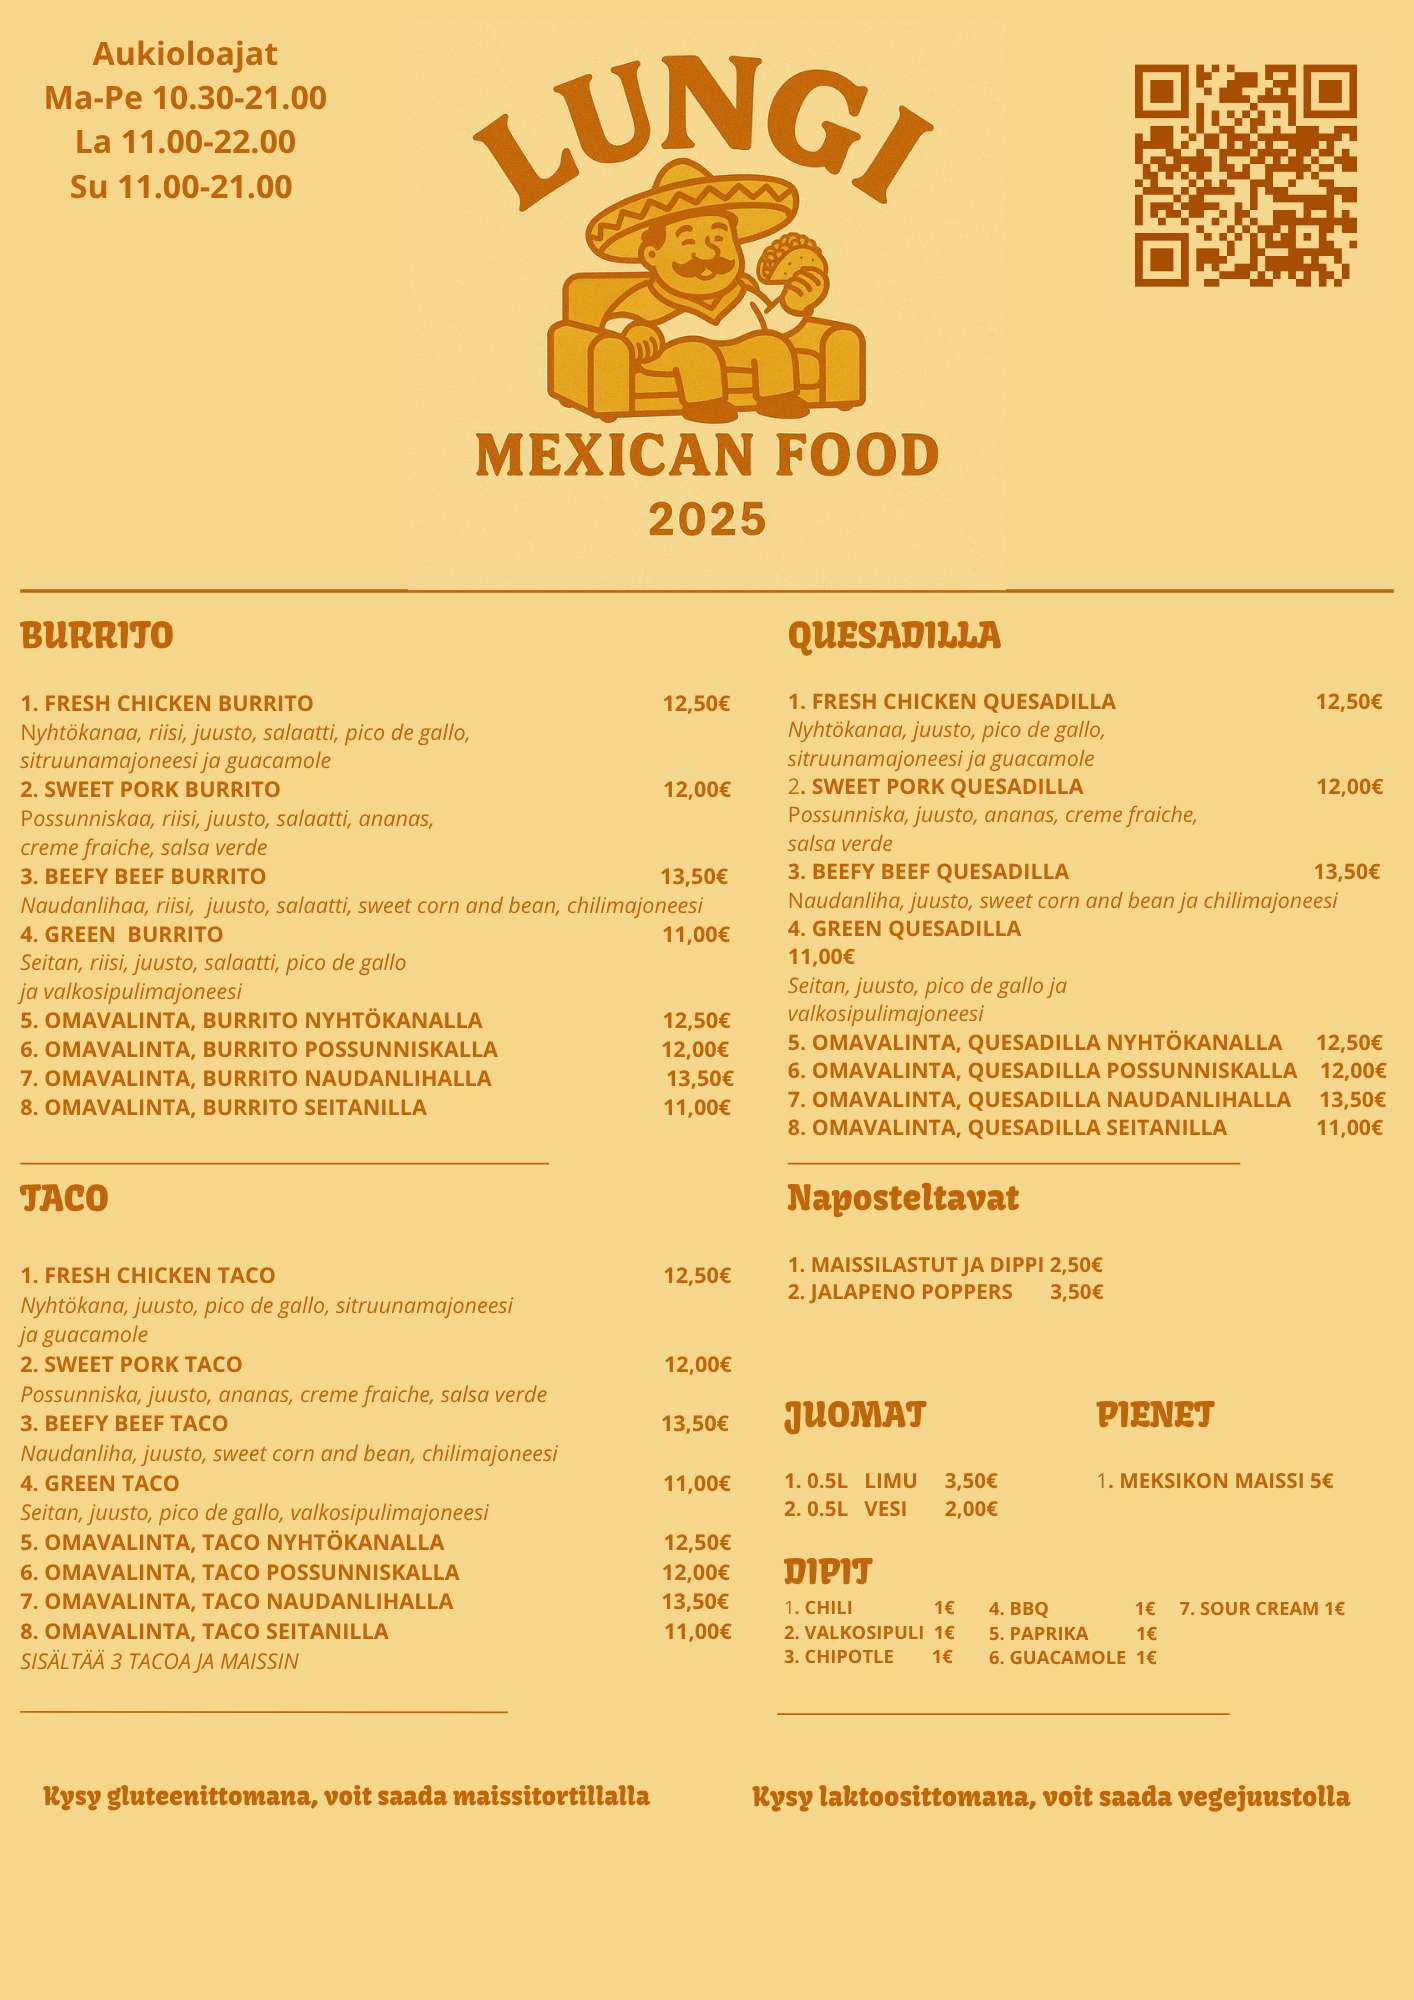 Aukioloajat
Ma-Pe 10.30-21.00
La 11.00-22.00
Su 11.00-21.00
LUNGI
MEXICAN FOOD
2025
BURRITO
1. FRESH CHICKEN BURRITO 12,50€
Nyhtökanaa, riisi, juusto, salaatti, pico de gallo,
sitruunamajoneesi ja guacamole
2. SWEET PORK BURRITO 12,00€
Possunniskaa, riisi, juusto, salaatti, ananas,
creme fraiche, salsa verde
3. BEEFY BEEF BURRITO 13,50€
Naudanlihaa, riisi, juusto, salaatti, sweet corn and bean, chilimajoneesi
4. GREEN BURRITO 11,00€
Seitan, riisi, juusto, salaatti, pico de gallo
ja valkosipulimajoneesi
5. OMAVALINTA, BURRITO NYHTÖKANALLA 12,50€
6. OMAVALINTA, BURRITO POSSUNNISKALLA 12,00€
7. OMAVALINTA, BURRITO NAUDANLIHALLA 13,50€
8. OMAVALINTA, BURRITO SEITANILLA 11,00€
QUESADILLA
1. FRESH CHICKEN QUESADILLA 12,50€
Nyhtökanaa, juusto, pico de gallo,
sitruunamajoneesi ja guacamole
2. SWEET PORK QUESADILLA 12,00€
Possunniska, juusto, ananas, creme fraiche,
salsa verde
3. BEEFY BEEF QUESADILLA 13,50€
Naudanliha, juusto, sweet corn and bean ja chilimajoneesi
4. GREEN QUESADILLA
11,00€
Seitan, juusto, pico de gallo ja
valkosipulimajoneesi
5. OMAVALINTA, QUESADILLA NYHTÖKANALLA 12,50€
6. OMAVALINTA, QUESADILLA POSSUNNISKALLA 12,00€
7. OMAVALINTA, QUESADILLA NAUDANLIHALLA 13,50€
8. OMAVALINTA, QUESADILLA SEITANILLA 11,00€
TACO
1. FRESH CHICKEN TACO 12,50€
Nyhtökana, juusto, pico de gallo, sitruunamajoneesi
ja guacamole
2. SWEET PORK TACO 12,00€
Possunniska, juusto, ananas, creme fraiche, salsa verde
3. BEEFY BEEF TACO 13,50€
Naudanliha, juusto, sweet corn and bean, chilimajoneesi
4. GREEN TACO 11,00€
Seitan, juusto, pico de gallo, valkosipulimajoneesi
5. OMAVALINTA, TACO NYHTÖKANALLA 12,50€
6. OMAVALINTA, TACO POSSUNNISKALLA 12,00€
7. OMAVALINTA, TACO NAUDANLIHALLA 13,50€
8. OMAVALINTA, TACO SEITANILLA 11,00€
SISÄLTÄÄ 3 TACOA JA MAISSIN
Naposteltavat
1. MAISSILASTUT JA DIPPI 2,50€
2. JALAPENO POPPERS 3,50€
JUOMAT
1. 0.5L LIMU 3,50€
2. 0.5L VESI 2,00€
PIENET
1. MEKSIKON MAISSI 5€
DIPIT
1. CHILI 1€
2. VALKOSIPULI 1€
3. CHIPOTLE 1€
4. BBQ 1€
5. PAPRIKA 1€
6. GUACAMOLE 1€
7. SOUR CREAM 1€
Kysy gluteenittomana, voit saada maissitortillalla
Kysy laktoosittomana, voit saada vegejuustolla